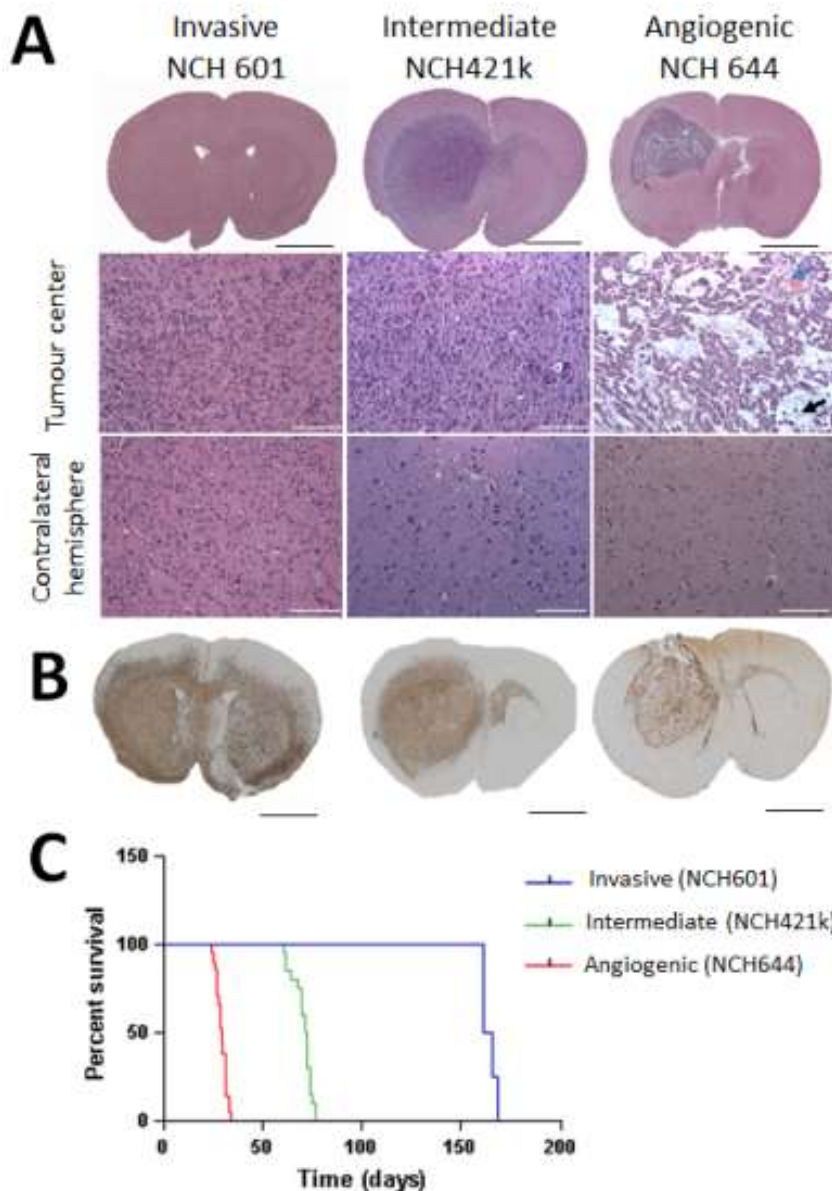 A
Invasive
NCH 601
Intermediate
NCH421k
Angiogenic
NCH 644
Tumour center
Contralateral
hemisphere
B
C
Percent survival
150
100
50
0
0 50 100 150 200
Time (days)
Invasive (NCH601)
Intermediate (NCH421k)
Angiogenic (NCH644)